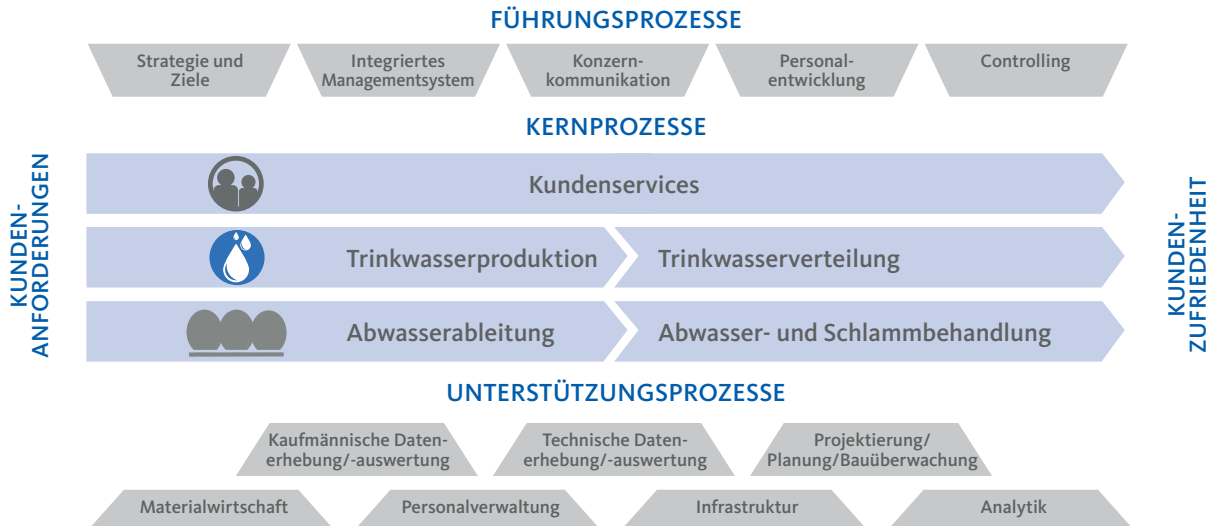 FÜHRUNGSPROZESSE
Strategie und
Ziele
Integriertes
Managementsystem
Konzern-
kommunikation
Personal-
entwicklung
Controlling
KERNPROZESSE
KUNDEN-
ANFORDERUNGEN
Kundenservices
Trinkwasserproduktion
Trinkwasserverteilung
Abwasserableitung
Abwasser- und Schlammbehandlung
KUNDEN-
ZUFRIEDENHEIT
UNTERSTÜTZUNGSPROZESSE
Kaufmännische Daten-
erhebung/-auswertung
Technische Daten-
erhebung/-auswertung
Projektierung/
Planung/Bauüberwachung
Materialwirtschaft
Personalverwaltung
Infrastruktur
Analytik